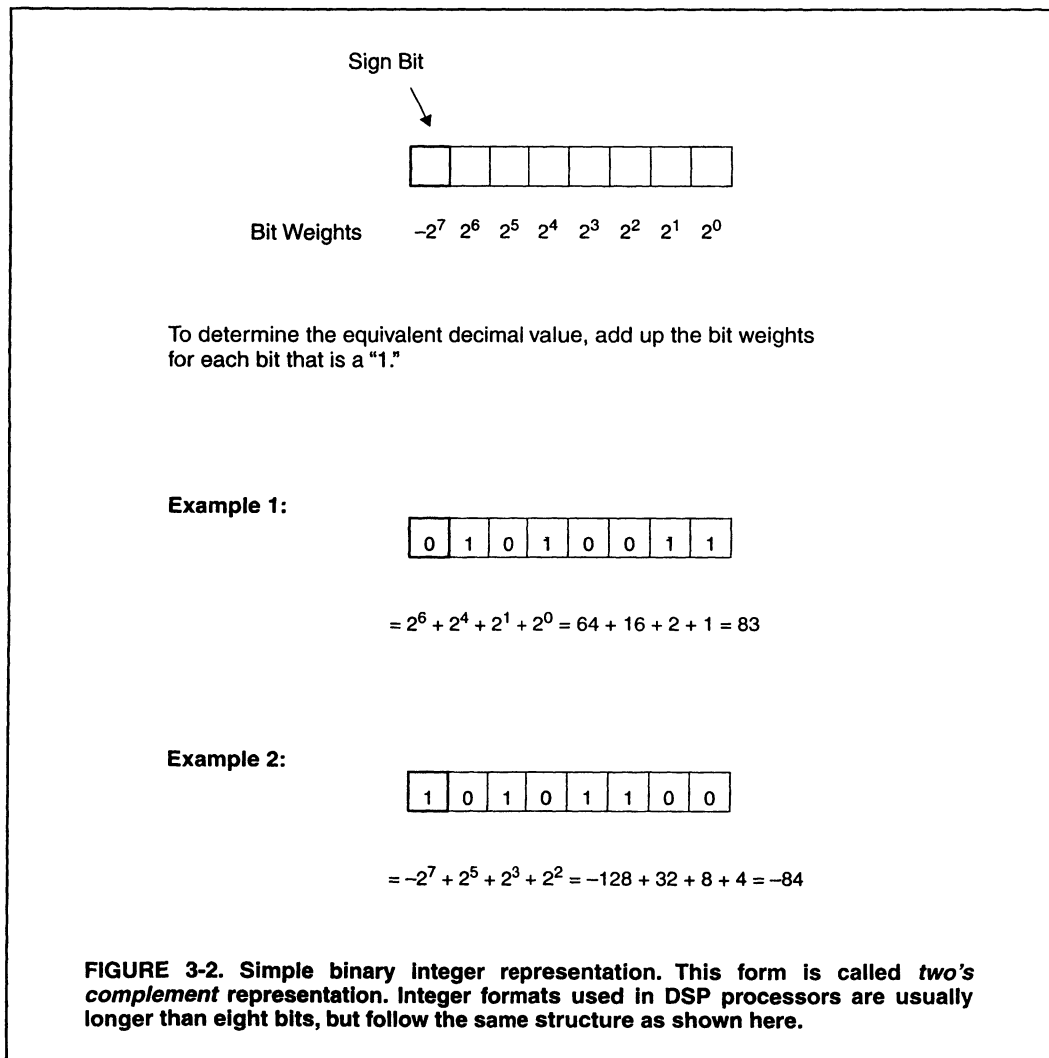 Sign Bit
Bit Weights −2⁷ 2⁶ 2⁵ 2⁴ 2³ 2² 2¹ 2⁰
To determine the equivalent decimal value, add up the bit weights
for each bit that is a “1.”
Example 1:
0 1 0 1 0 0 1 1
= 2⁶ + 2⁴ + 2¹ + 2⁰ = 64 + 16 + 2 + 1 = 83
Example 2:
1 0 1 0 1 1 0 0
= −2⁷ + 2⁵ + 2³ + 2² = −128 + 32 + 8 + 4 = −84
FIGURE 3-2. Simple binary integer representation. This form is called two's
complement representation. Integer formats used in DSP processors are usually
longer than eight bits, but follow the same structure as shown here.